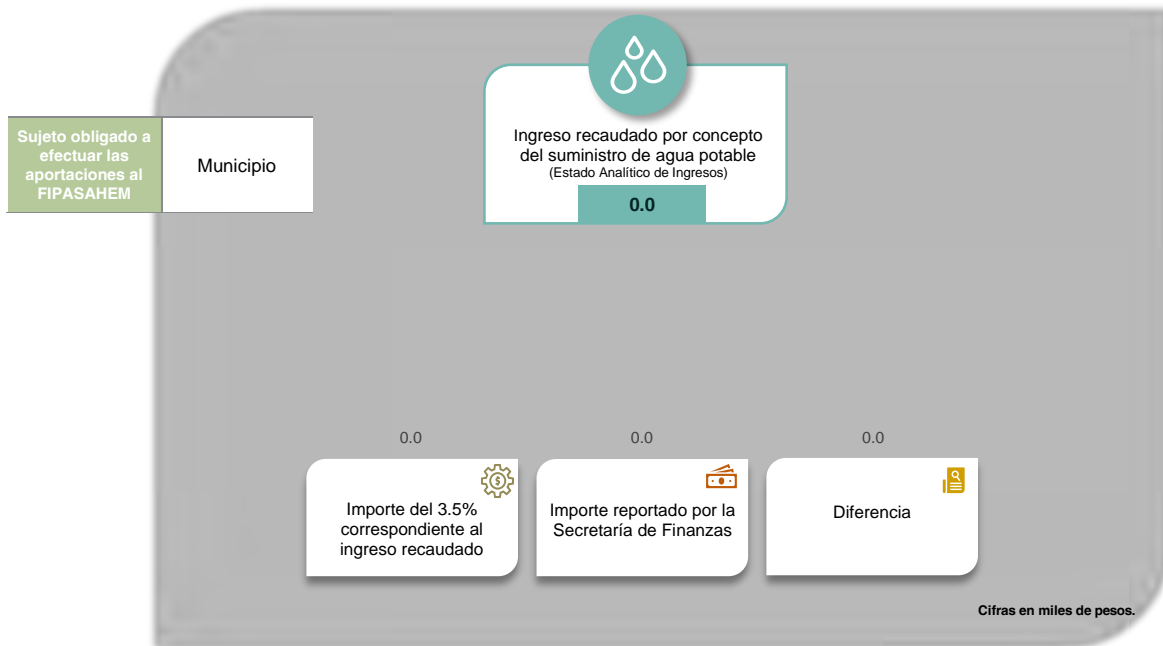 Sujeto obligado a
efectuar las
aportaciones al
FIPASAHEM
Municipio
Ingreso recaudado por concepto
del suministro de agua potable
(Estado Analítico de Ingresos)
0.0
0.0
0.0
0.0
Importe del 3.5%
correspondiente al
ingreso recaudado
Importe reportado por la
Secretaría de Finanzas
Diferencia
Cifras en miles de pesos.